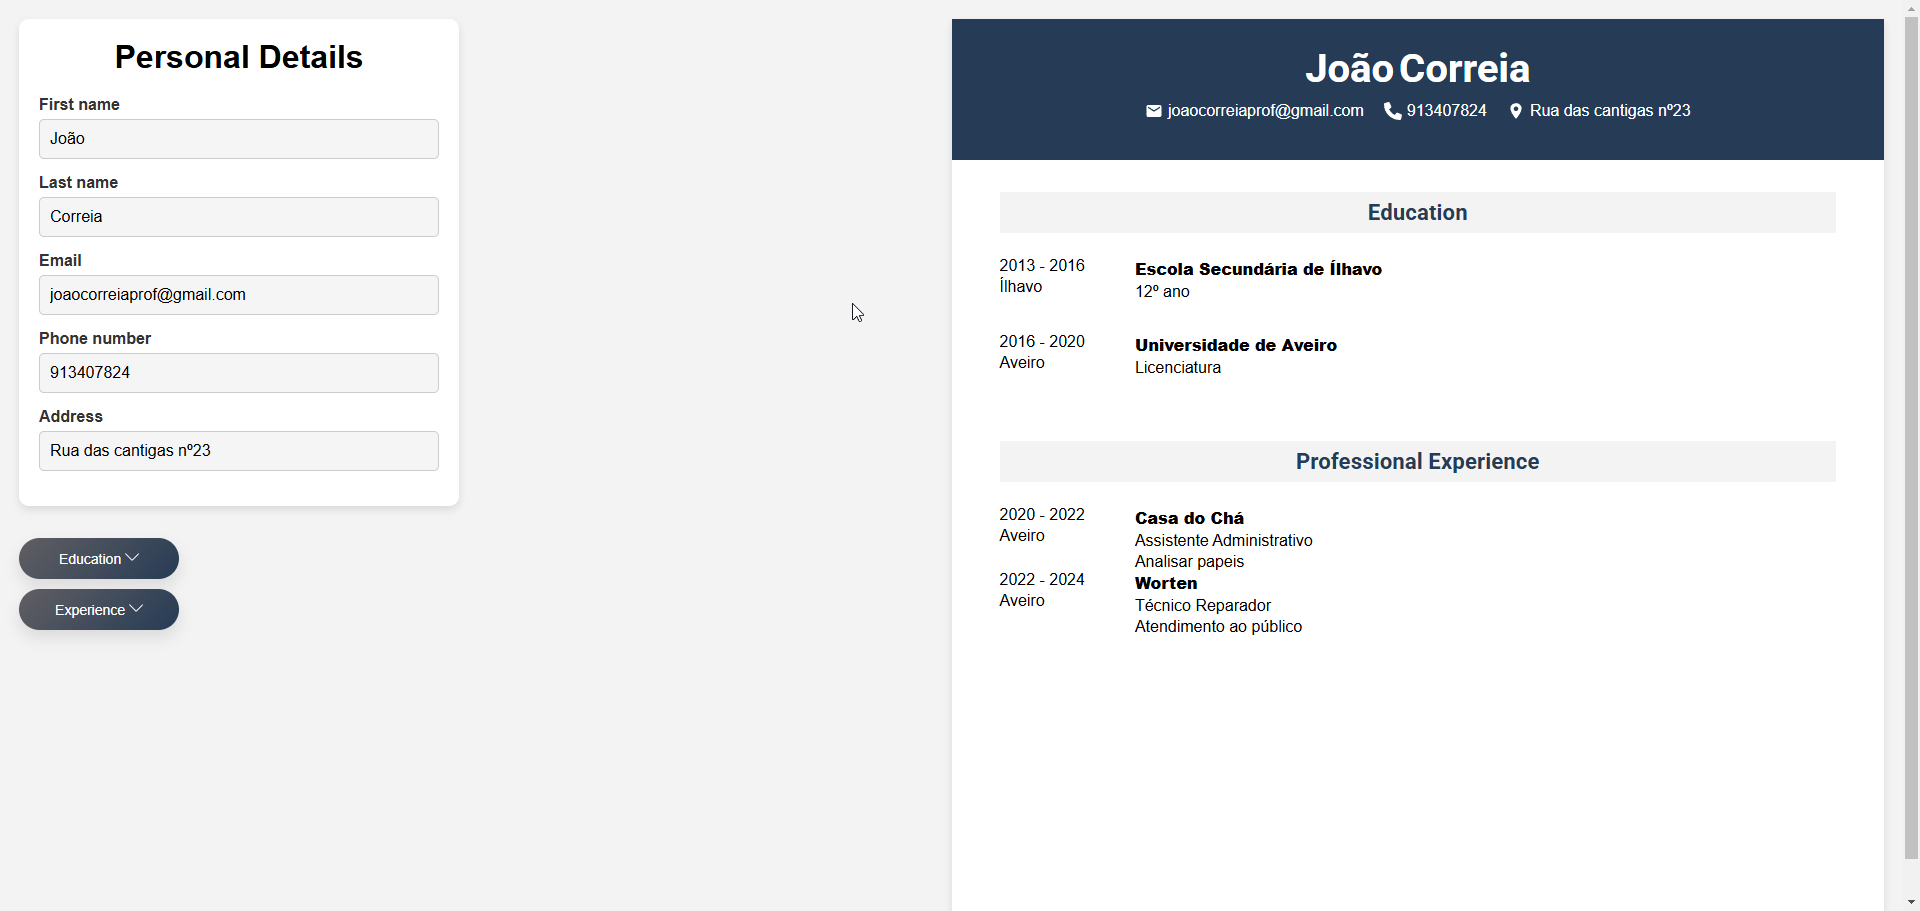 Personal Details
First name
João
Last name
Correia
Email
joaocorreiaprof@gmail.com
Phone number
913407824
Address
Rua das cantigas nº23
Education
Experience
João Correia
joaocorreiaprof@gmail.com 913407824 Rua das cantigas nº23
Education
2013 - 2016
Ílhavo
Escola Secundária de Ílhavo
12º ano
2016 - 2020
Aveiro
Universidade de Aveiro
Licenciatura
Professional Experience
2020 - 2022
Aveiro
Casa do Chá
Assistente Administrativo
Analisar papeis
2022 - 2024
Aveiro
Worten
Técnico Reparador
Atendimento ao público